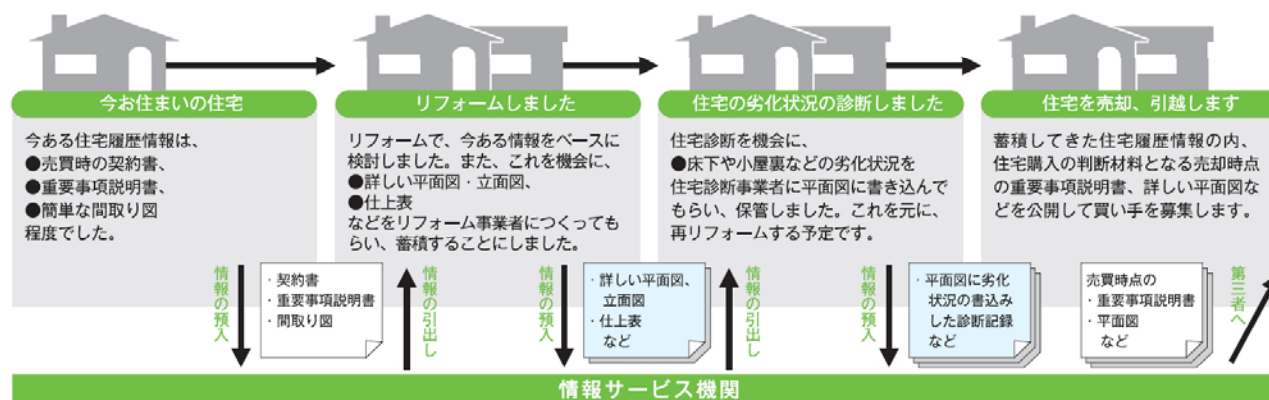 今お住まいの住宅
今ある住宅履歴情報は、
●売買時の契約書、
●重要事項説明書、
●簡単な間取り図
程度でした。
リフォームしました
リフォームで、今ある情報をベースに
検討しました。また、これを機会に、
●詳しい平面図・立面図、
●仕上表
などをリフォーム事業者につくっても
らい、蓄積することにしました。
住宅の劣化状況の診断しました
住宅診断を機会に、
●床下や小屋裏などの劣化状況を
住宅診断事業者に平面図に書き込んで
もらい、保管しました。これを元に、
再リフォームする予定です。
住宅を売却、引越します
蓄積してきた住宅履歴情報の内、
住宅購入の判断材料となる売却時点
の重要事項説明書、詳しい平面図な
どを公開して買い手を募集します。
情報の預入
・契約書
・重要事項説明書
・間取り図
情報の引出し
情報の預入
・詳しい平面図、
立面図
・仕上表
など
情報の引出し
情報の預入
・平面図に劣化
状況の書込み
した診断記録
など
売買時点の
・重要事項説明書
・平面図
など
第三者へ
情報サービス機関